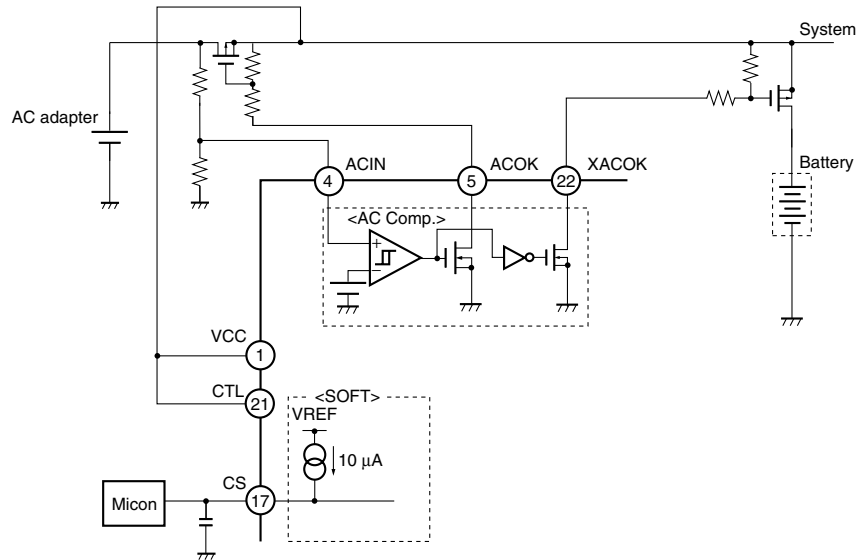 System
AC adapter
ACIN
ACOK
XACOK
4
5
22
<AC Comp.>
+
−
Battery
VCC
1
CTL
21
<SOFT>
VREF
10 μA
CS
Micon
17